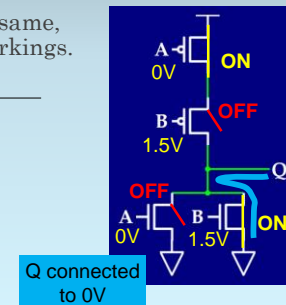 same,
rkings.
A
0V
ON
OFF
B
1.5V
Q
OFF
A
0V
B
1.5V
ON
Q connected
to 0V